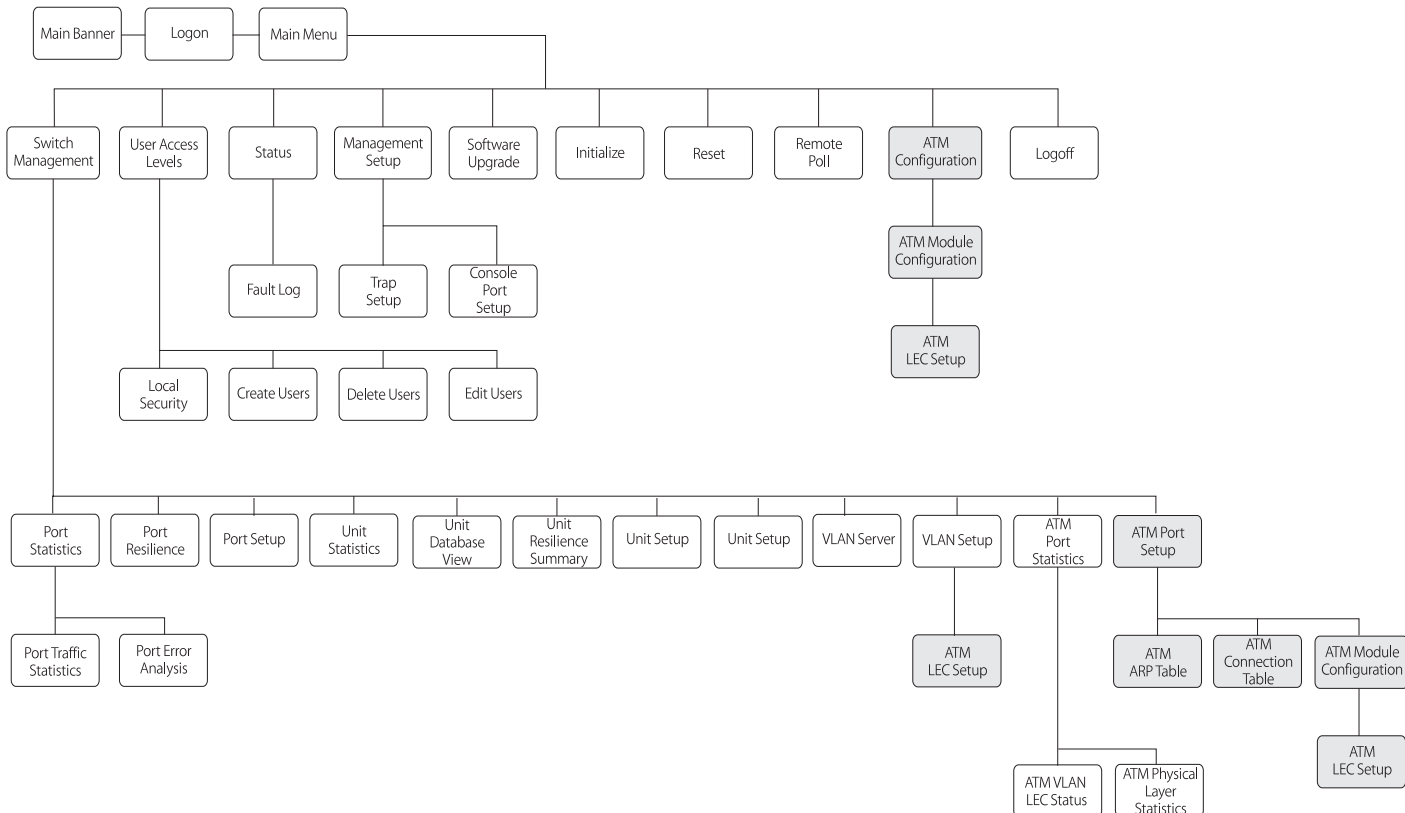 Main Banner
Logon
Main Menu
Switch
Management
User Access
Levels
Status
Management
Setup
Software
Upgrade
Initialize
Reset
Remote
Poll
ATM
Configuration
Logoff
ATM Module
Configuration
Fault Log
Trap
Setup
Console
Port
Setup
ATM
LEC Setup
Local
Security
Create Users
Delete Users
Edit Users
Port
Statistics
Port
Resilience
Port Setup
Unit
Statistics
Unit
Database
View
Unit
Resilience
Summary
Unit Setup
Unit Setup
VLAN Server
VLAN Setup
ATM
Port
Statistics
ATM Port
Setup
Port Traffic
Statistics
Port Error
Analysis
ATM
LEC Setup
ATM
ARP Table
ATM
Connection
Table
ATM Module
Configuration
ATM
LEC Setup
ATM VLAN
LEC Status
ATM Physical
Layer
Statistics